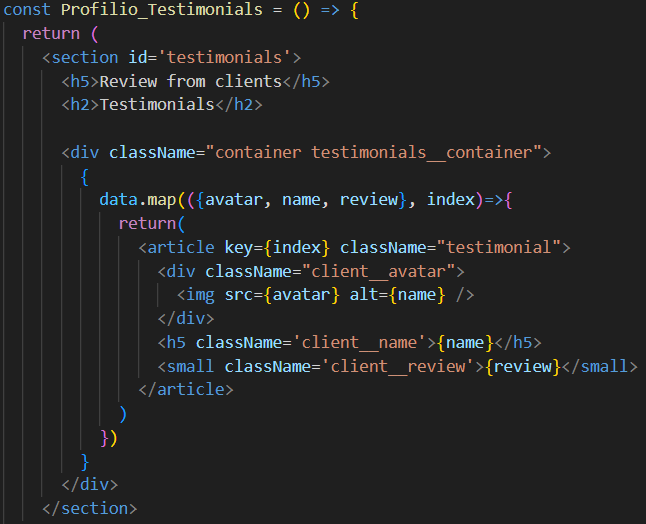 const Profilio_Testimonials = () => {
  return (
    <section id='testimonials'>
      <h5>Review from clients</h5>
      <h2>Testimonials</h2>

      <div className="container testimonials__container">
        {
          data.map(({avatar, name, review}, index)=>{
            return(
              <article key={index} className="testimonial">
                <div className="client__avatar">
                  <img src={avatar} alt={name} />
                </div>
                <h5 className='client__name'>{name}</h5>
                <small className='client__review'>{review}</small>
              </article>
            )
          })
        }
      </div>
    </section>